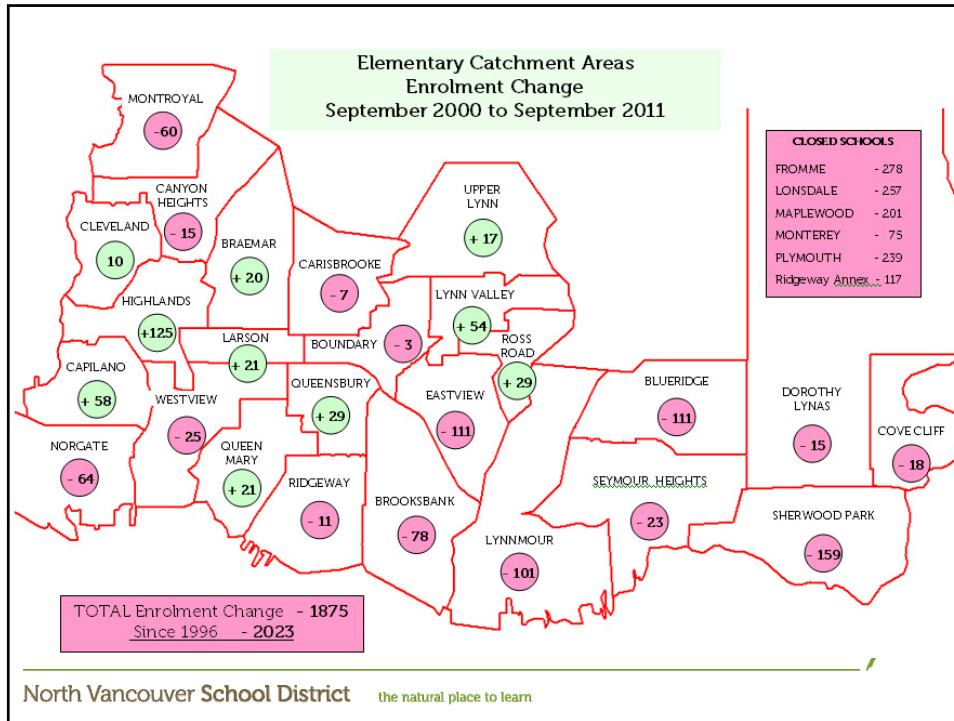 Elementary Catchment Areas
Enrolment Change
September 2000 to September 2011
MONTROYAL
-60
CANYON
HEIGHTS
- 15
CLEVELAND
10
BRAEMAR
+ 20
CARISBROOKE
- 7
UPPER
LYNN
+ 17
CLOSED SCHOOLS
FROMME - 278
LONSDALE - 257
MAPLEWOOD - 201
MONTEREY - 75
PLYMOUTH - 239
Ridgeway Annex - 117
HIGHLANDS
+125
LARSON
+ 21
BOUNDARY
- 3
LYNN VALLEY
+ 54
ROSS
ROAD
+ 29
CAPILANO
+ 58
WESTVIEW
- 25
QUEENSBURY
+ 29
EASTVIEW
- 111
BLUERIDGE
- 111
DOROTHY
LYNAS
- 15
COVE CLIFF
- 18
NORGATE
- 64
QUEEN
MARY
+ 21
RIDGEWAY
- 11
BROOKSBANK
- 78
LYNNMOUR
- 101
SEYMOUR HEIGHTS
- 23
SHERWOOD PARK
- 159
TOTAL Enrolment Change - 1875
Since 1996 - 2023
North Vancouver School District the natural place to learn